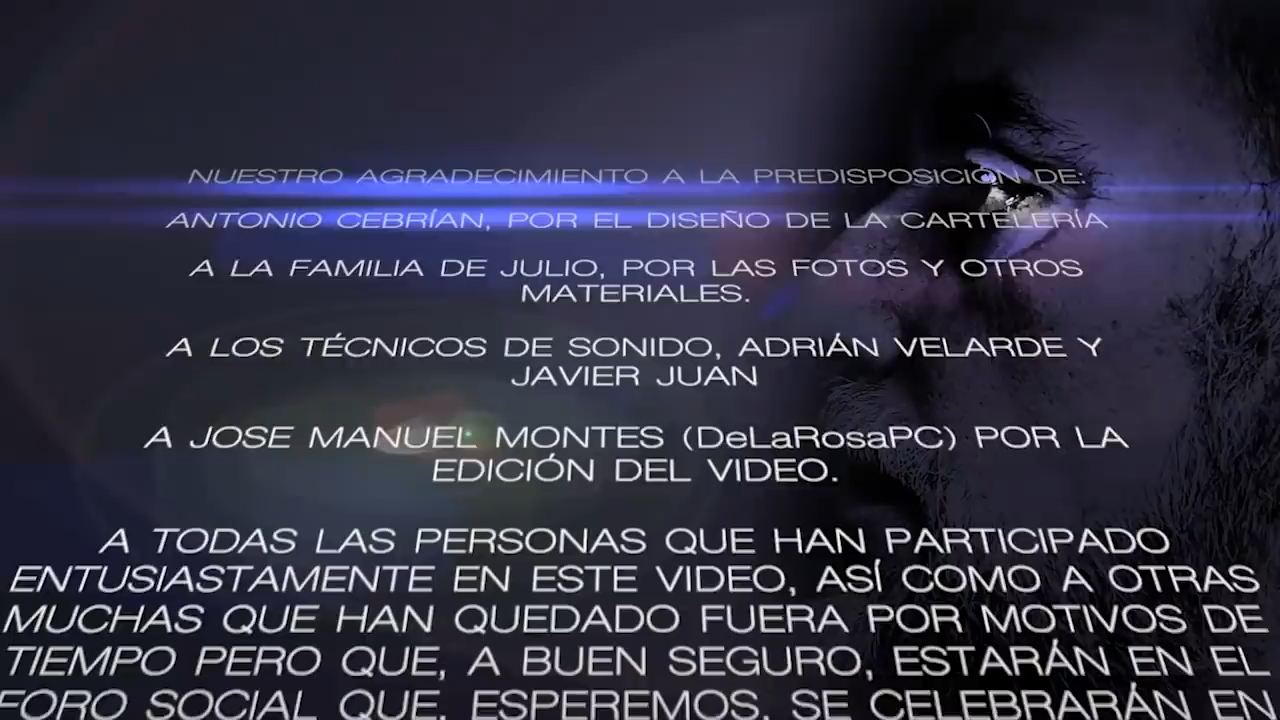 NUESTRO AGRADECIMIENTO A LA PREDISPOSICIÓN DE:
ANTONIO CEBRÍAN, POR EL DISEÑO DE LA CARTELERÍA
A LA FAMILIA DE JULIO, POR LAS FOTOS Y OTROS
MATERIALES.
A LOS TÉCNICOS DE SONIDO, ADRIÁN VELARDE Y
JAVIER JUAN
A JOSE MANUEL MONTES (DeLaRosaPC) POR LA
EDICIÓN DEL VIDEO.
A TODAS LAS PERSONAS QUE HAN PARTICIPADO
ENTUSIASTAMENTE EN ESTE VIDEO, ASÍ COMO A OTRAS
MUCHAS QUE HAN QUEDADO FUERA POR MOTIVOS DE
TIEMPO PERO QUE, A BUEN SEGURO, ESTARÁN EN EL
FORO SOCIAL QUE, ESPEREMOS, SE CELEBRARÁN EN